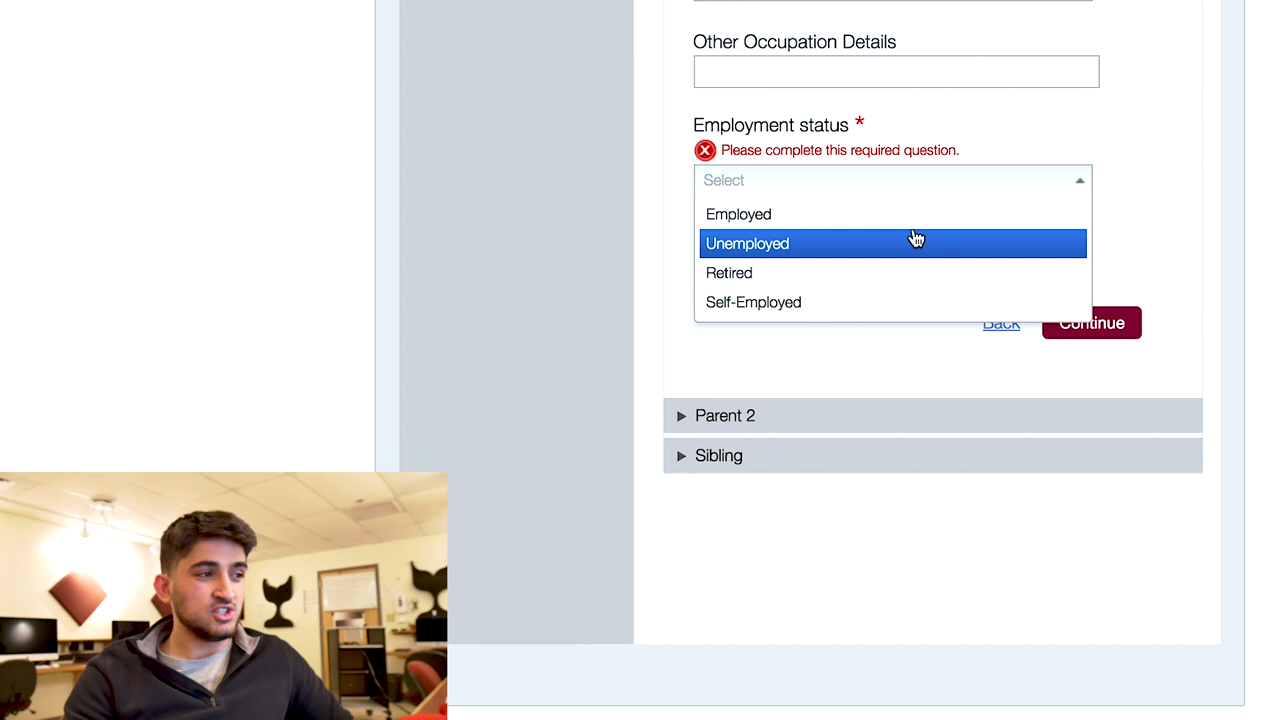 Other Occupation Details
Employment status *
Please complete this required question.
Select
Employed
Unemployed
Retired
Self-Employed
Back
Continue
Parent 2
Sibling